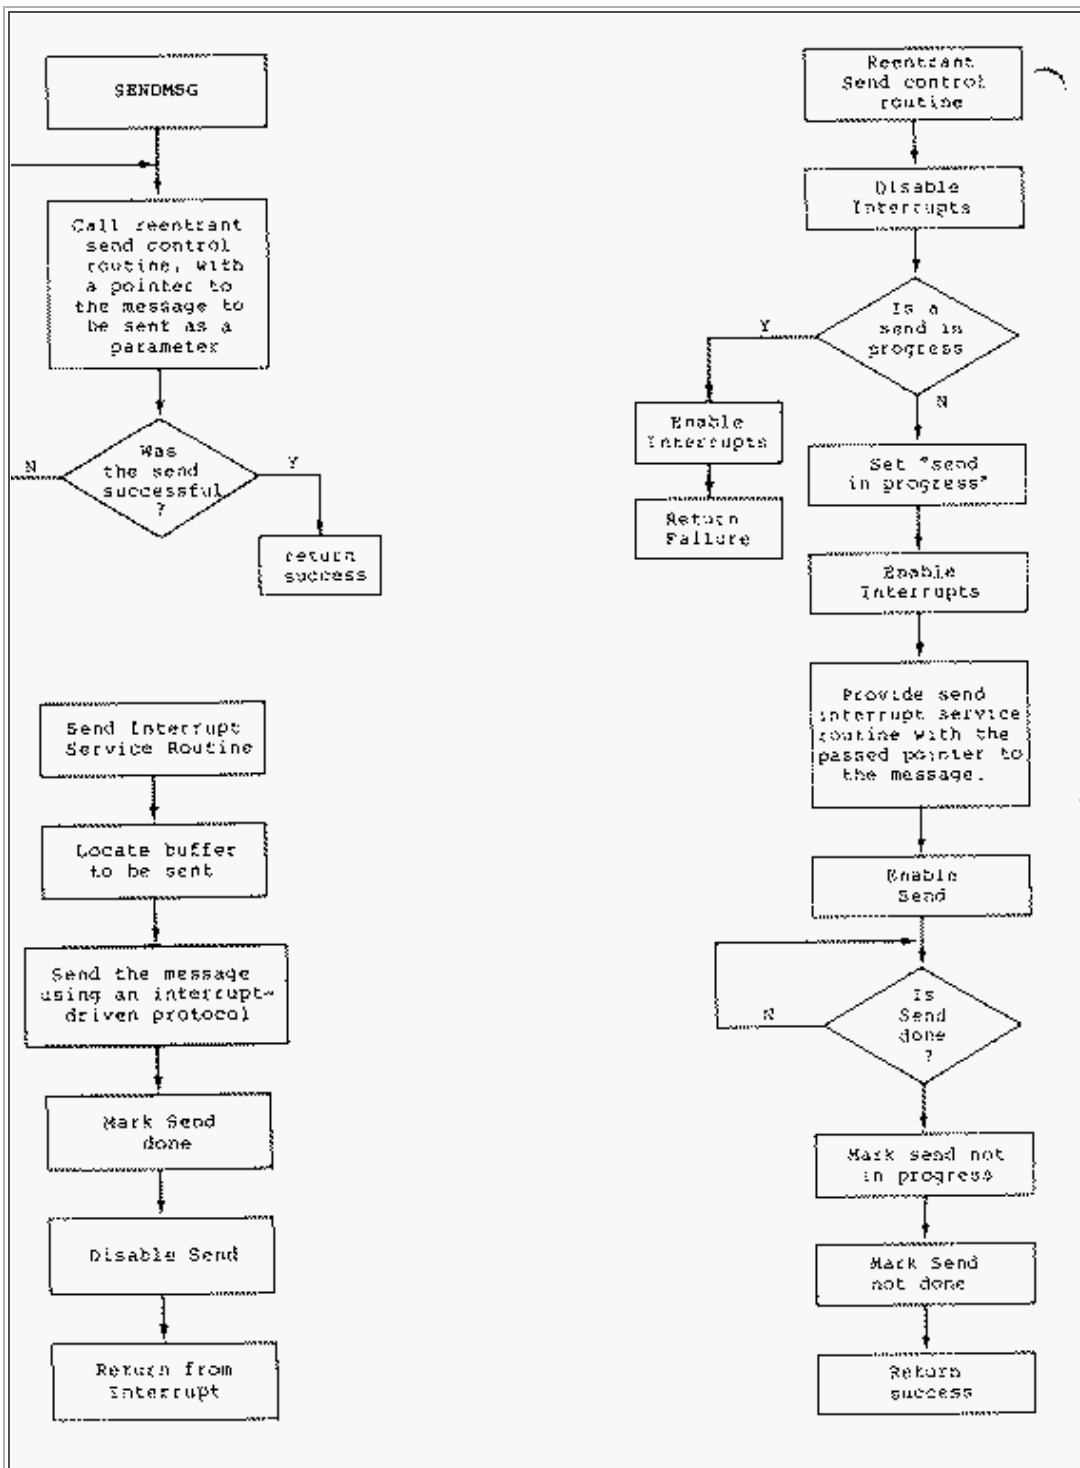 SENDMSG
Call reentrant
send control
routine, with
a pointer to
the message to
be sent as a
parameter
Was
the send
successful
?
N
Y
return
success
Send Interrupt
Service Routine
Locate buffer
to be sent
Send the message
using an interrupt-
driven protocol
Mark Send
done
Disable Send
Return from
Interrupt
Reentrant
Send control
routine
Disable
Interrupts
Is a
send in
progress
Y
N
Enable
Interrupts
Return
Failure
Set "send
in progress"
Enable
Interrupts
Provide send
interrupt service
routine with the
passed pointer to
the message.
Enable
Send
Is
Send
done
?
N
Mark send not
in progress
Mark Send
not done
Return
success